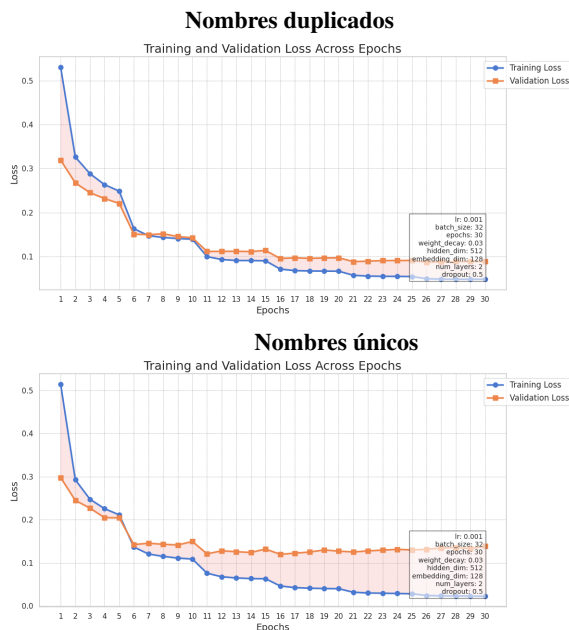 Nombres duplicados
Training and Validation Loss Across Epochs
Training Loss
Validation Loss
0.5
0.4
0.3
0.2
0.1
Loss
lr: 0.001
batch_size: 32
epochs: 30
weight_decay: 0.03
hidden_dim: 512
embedding_dim: 128
num_layers: 2
dropout: 0.5
1 2 3 4 5 6 7 8 9 10 11 12 13 14 15 16 17 18 19 20 21 22 23 24 25 26 27 28 29 30
Epochs
Nombres únicos
Training and Validation Loss Across Epochs
Training Loss
Validation Loss
0.5
0.4
0.3
0.2
0.1
0.0
Loss
lr: 0.001
batch_size: 32
epochs: 30
weight_decay: 0.03
hidden_dim: 512
embedding_dim: 128
num_layers: 2
dropout: 0.5
1 2 3 4 5 6 7 8 9 10 11 12 13 14 15 16 17 18 19 20 21 22 23 24 25 26 27 28 29 30
Epochs